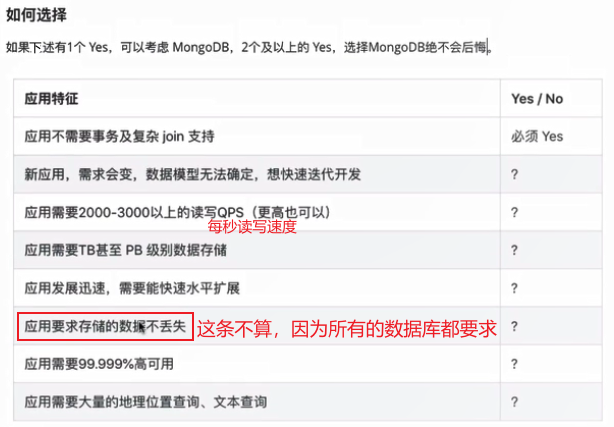 如何选择
如果下述有1个 Yes，可以考虑 MongoDB，2个及以上的 Yes，选择MongoDB绝不会后悔。
应用特征 Yes / No
应用不需要事务及复杂 join 支持 必须 Yes
新应用，需求会变，数据模型无法确定，想快速迭代开发 ?
应用需要2000-3000以上的读写QPS（更高也可以） ?
每秒读写速度
应用需要TB甚至 PB 级别数据存储 ?
应用发展迅速，需要能快速水平扩展 ?
应用要求存储的数据不丢失 这条不算，因为所有的数据库都要求 ?
应用需要99.999%高可用 ?
应用需要大量的地理位置查询、文本查询 ?